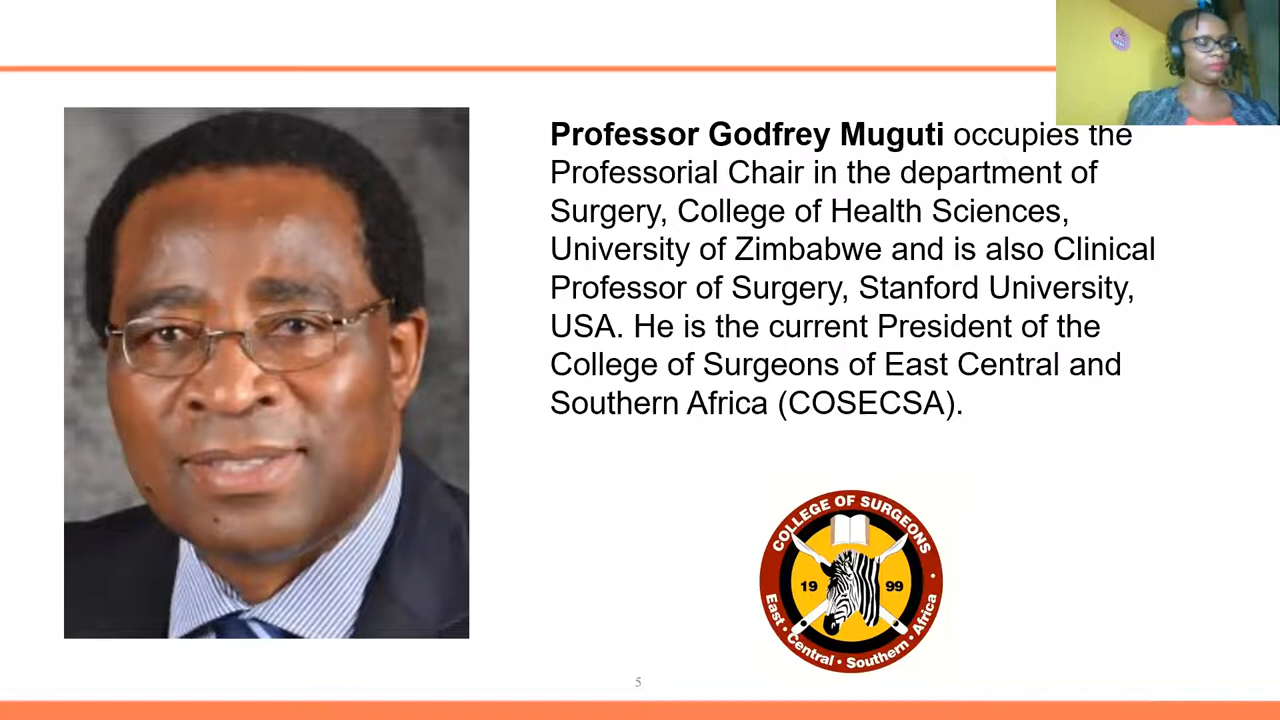 Professor Godfrey Muguti occupies the
Professorial Chair in the department of
Surgery, College of Health Sciences,
University of Zimbabwe and is also Clinical
Professor of Surgery, Stanford University,
USA. He is the current President of the
College of Surgeons of East Central and
Southern Africa (COSECSA).
COLLEGE OF SURGEONS
19 99
East • Central • Southern • Africa •
5